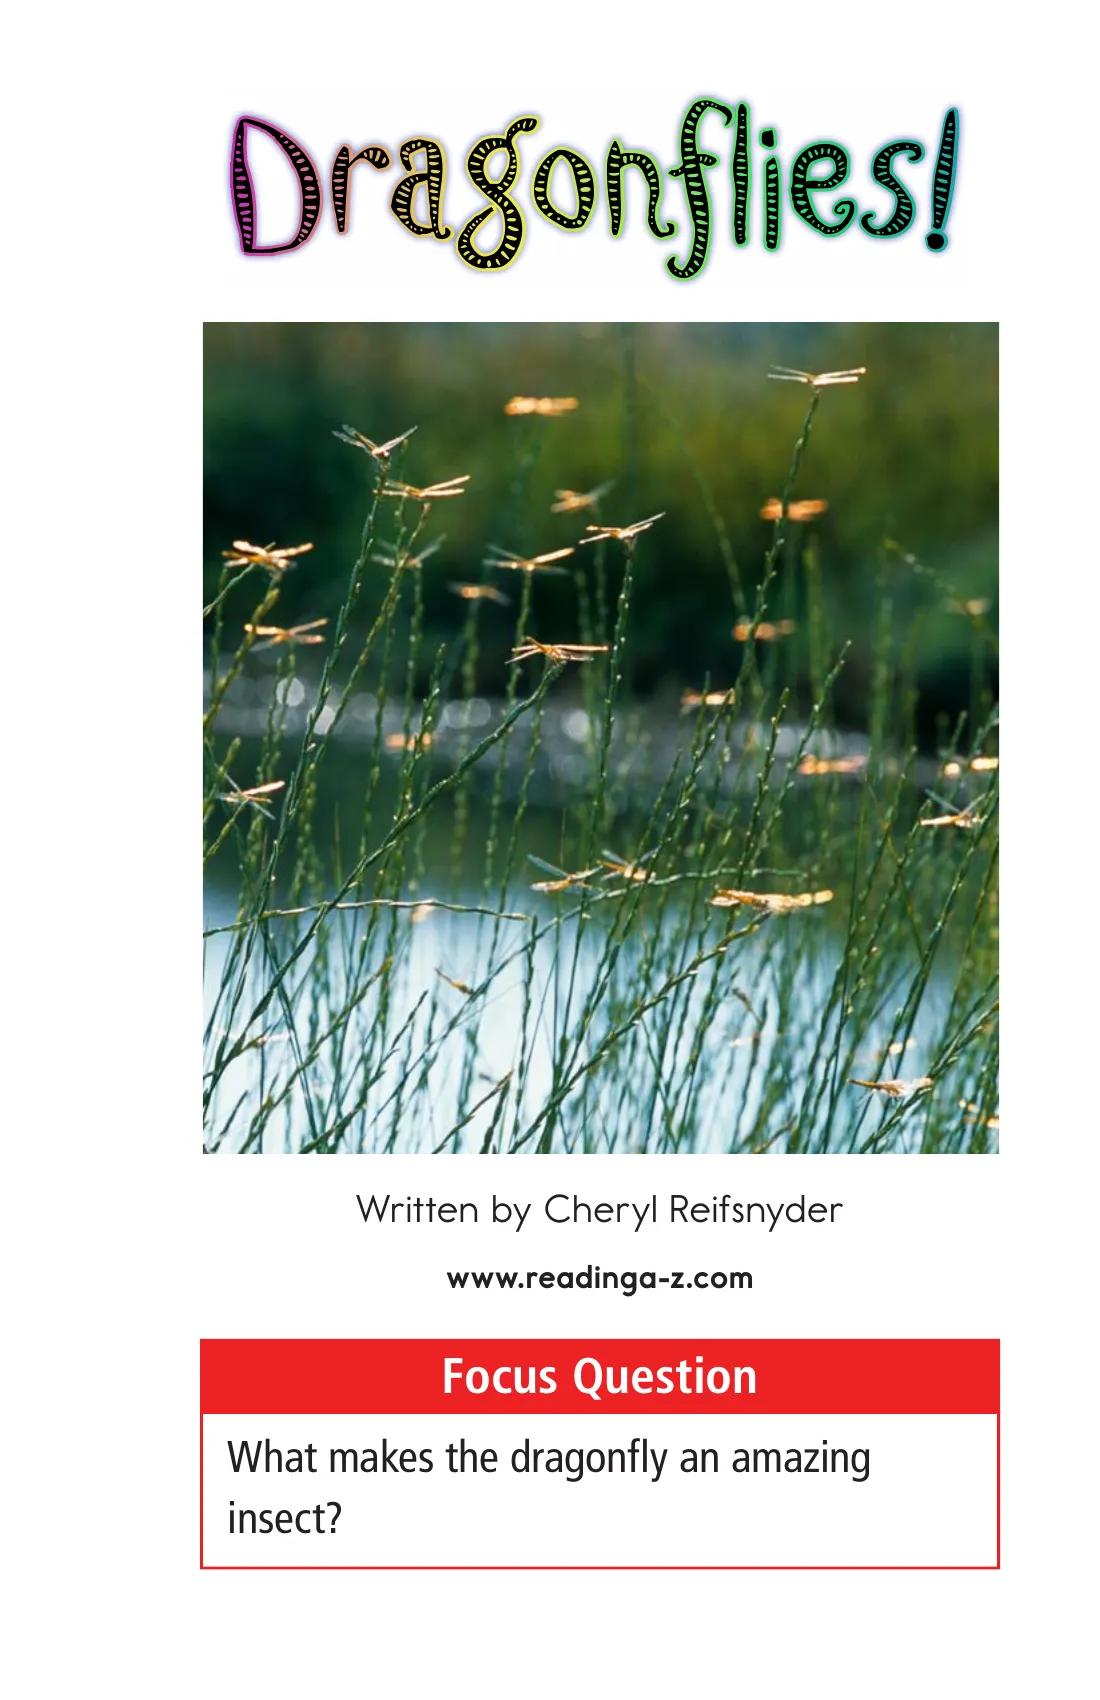 Dragonflies!
Written by Cheryl Reifsnyder
www.readinga-z.com
Focus Question
What makes the dragonfly an amazing
insect?